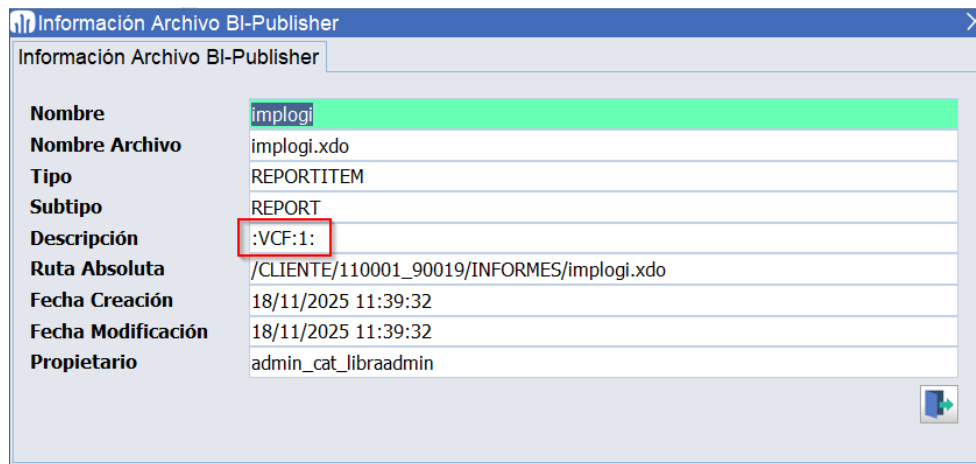 Información Archivo BI-Publisher
Información Archivo BI-Publisher
Nombre implogi
Nombre Archivo implogi.xdo
Tipo REPORTITEM
Subtipo REPORT
Descripción :VCF:1:
Ruta Absoluta /CLIENTE/110001_90019/INFORMES/implogi.xdo
Fecha Creación 18/11/2025 11:39:32
Fecha Modificación 18/11/2025 11:39:32
Propietario admin_cat_libraadmin